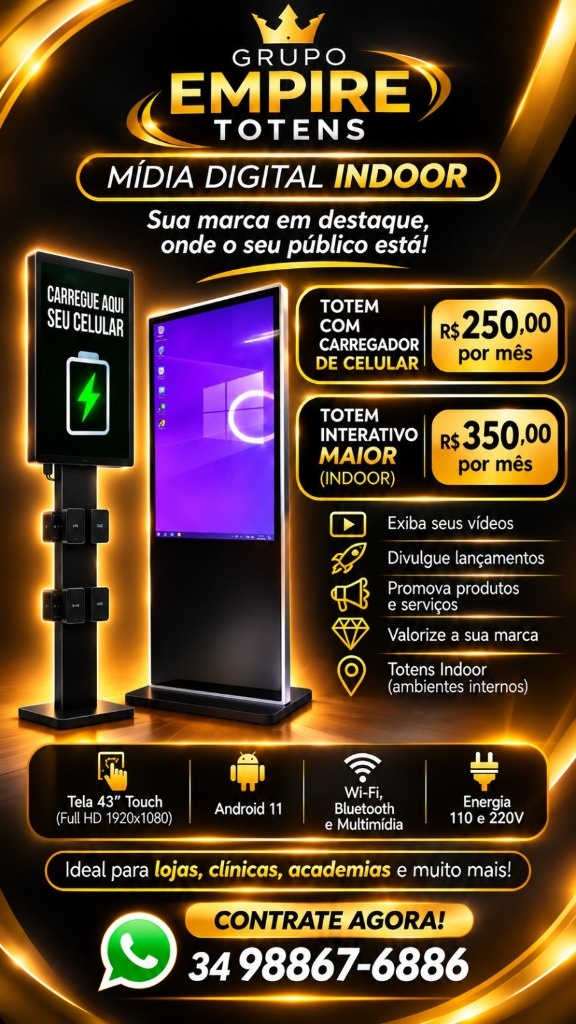 GRUPO
EMPIRE
TOTENS
MÍDIA DIGITAL INDOOR
Sua marca em destaque,
onde o seu público está!
CARREGUE AQUI
SEU CELULAR
TOTEM
COM
CARREGADOR
DE CELULAR
R$ 250,00
por mês
TOTEM
INTERATIVO
MAIOR
(INDOOR)
R$ 350,00
por mês
Exiba seus vídeos
Divulgue lançamentos
Promova produtos
e serviços
Valorize a sua marca
Totens Indoor
(ambientes internos)
Tela 43” Touch
(Full HD 1920x1080)
Android 11
Wi-Fi,
Bluetooth
e Multimídia
Energia
110 e 220V
Ideal para lojas, clínicas, academias e muito mais!
CONTRATE AGORA!
34 98867-6886